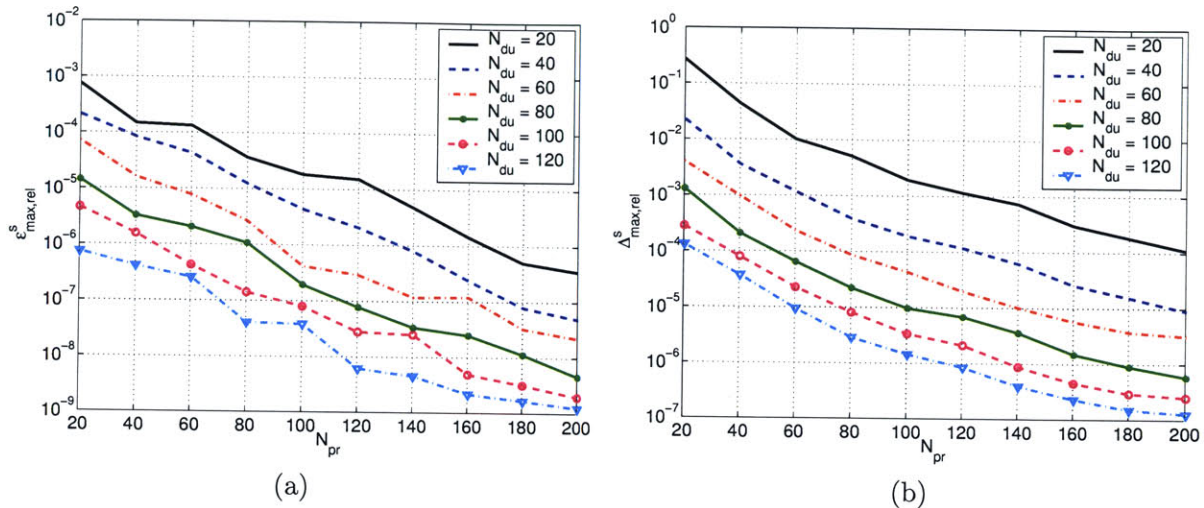 10^-2
10^-3
10^-4
10^-5
10^-6
10^-7
10^-8
10^-9
ε^s_max,rel
20 40 60 80 100 120 140 160 180 200
N_pr
N_du = 20
N_du = 40
N_du = 60
N_du = 80
N_du = 100
N_du = 120
(a)
10^0
10^-1
10^-2
10^-3
10^-4
10^-5
10^-6
10^-7
Δ^s_max,rel
20 40 60 80 100 120 140 160 180 200
N_pr
N_du = 20
N_du = 40
N_du = 60
N_du = 80
N_du = 100
N_du = 120
(b)